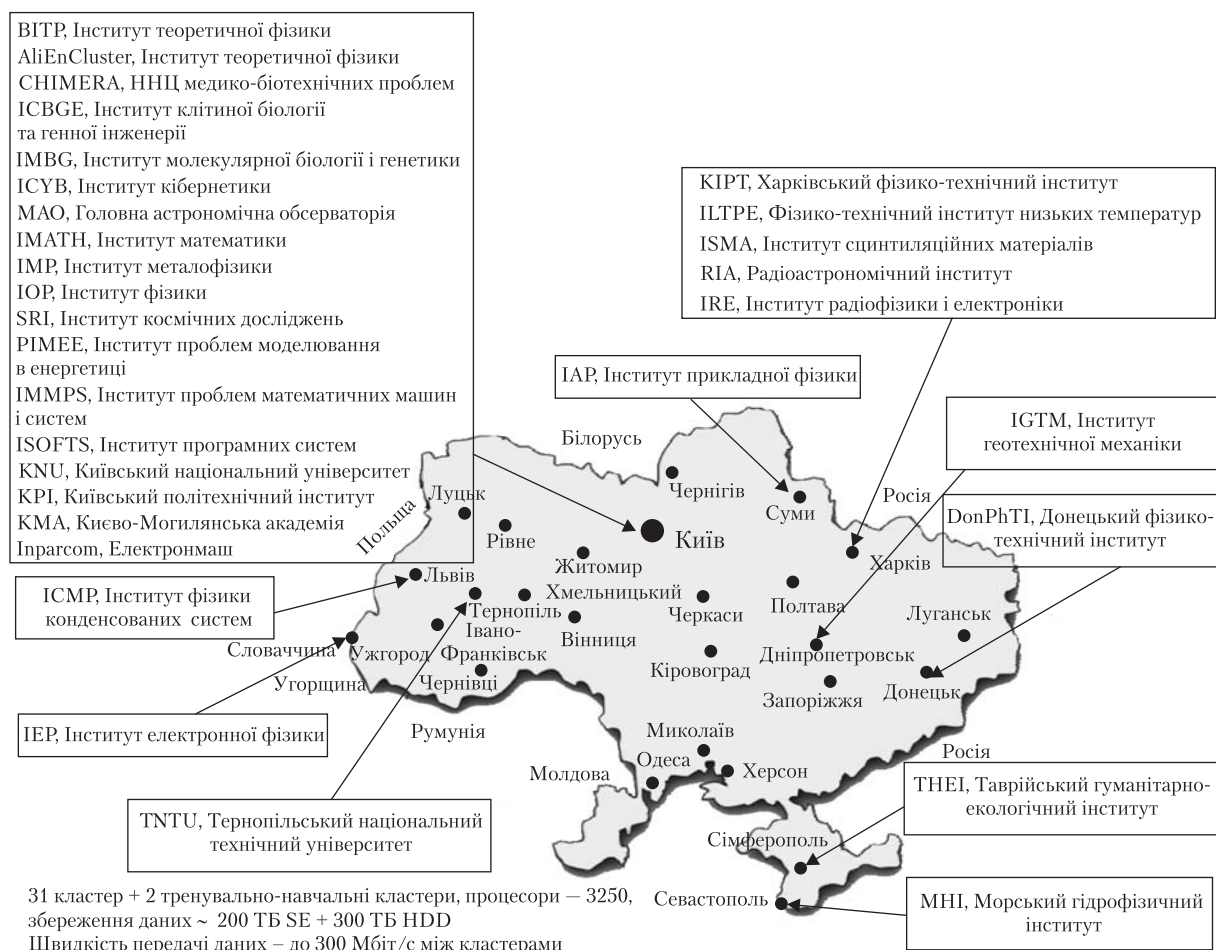 BITP, Інститут теоретичної фізики
AliEnCluster, Інститут теоретичної фізики
CHIMERA, ННЦ медико-біотехнічних проблем
ICBGE, Інститут клітиної біології
та генної інженерії
IMBG, Інститут молекулярної біології і генетики
ICYB, Інститут кібернетики
MAO, Головна астрономічна обсерваторія
IMATH, Інститут математики
IMP, Інститут металофізики
IOP, Інститут фізики
SRI, Інститут космічних досліджень
PIMEE, Інститут проблем моделювання
в енергетиці
IMMPS, Інститут проблем математичних машин
і систем
ISOFTS, Інститут програмних систем
KNU, Київський національний університет
KPI, Київський політехнічний інститут
KMA, Києво-Могилянська академія
Inparcom, Електронмаш
KIPT, Харківський фізико-технічний інститут
ILTPE, Фізико-технічний інститут низьких температур
ISMA, Інститут сцинтиляційних матеріалів
RIA, Радіоастрономічний інститут
IRE, Інститут радіофізики і електроніки
IAP, Інститут прикладної фізики
IGTM, Інститут
геотехнічної механіки
DonPhTI, Донецький фізико-
технічний інститут
ICMP, Інститут фізики
конденсованих систем
IEP, Інститут електронної фізики
TNTU, Тернопільський національний
технічний університет
THEI, Таврійський гуманітарно-
екологічний інститут
MHI, Морський гідрофізичний
інститут
Білорусь
Польща
Росія
Словаччина
Угорщина
Румунія
Молдова
Росія
Чернігів
Суми
Луцьк
Рівне
Київ
Житомир
Харків
Львів
Хмельницький
Тернопіль
Черкаси
Полтава
Луганськ
Івано-
Франківськ
Вінниця
Ужгород
Чернівці
Кіровоград
Дніпропетровськ
Запоріжжя
Донецьк
Миколаїв
Одеса
Херсон
Сімферополь
Севастополь
31 кластер + 2 тренувально-навчальні кластери, процесори – 3250,
збереження даних ~ 200 ТБ SE + 300 ТБ HDD
Швидкість передачі даних – до 300 Мбіт/с між кластерами